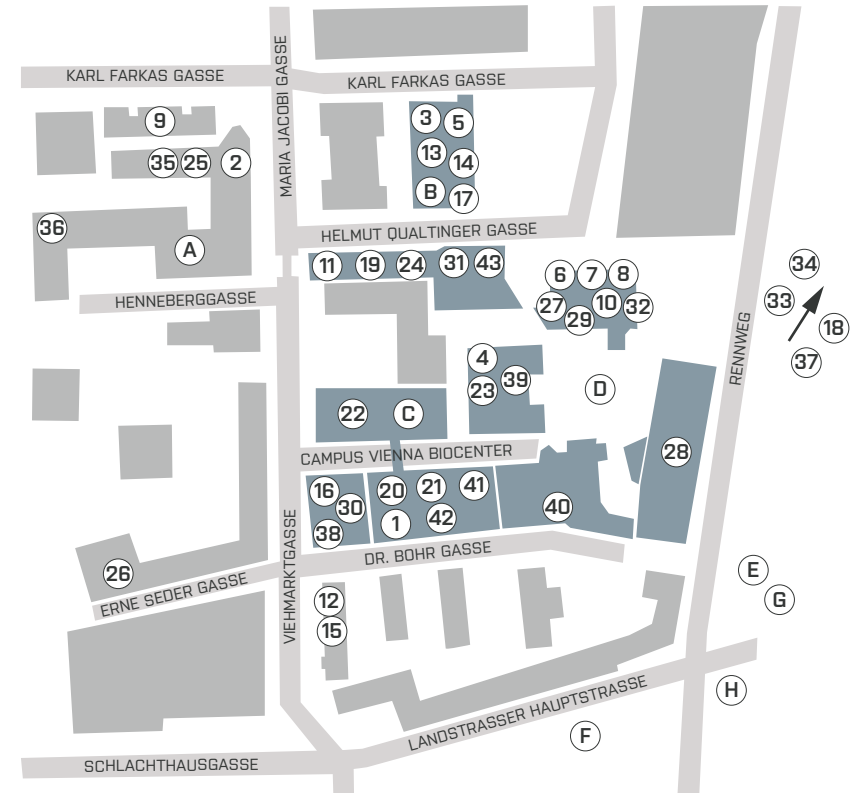 KARL FARKAS GASSE
KARL FARKAS GASSE
MARIA JACOBI GASSE
9
3
5
35
25
2
13
14
B
17
36
A
HELMUT QUALTINGER GASSE
11
19
24
31
43
6
7
8
34
27
10
32
29
33
18
37
HENNEBERGGASSE
RENNWEG
4
23
39
D
22
C
CAMPUS VIENNA BIOCENTER
28
16
30
38
20
21
41
1
42
40
VIEHMARKTGASSE
DR. BOHR GASSE
26
ERNE SEDER GASSE
E
G
12
15
H
LANDSTRASSER HAUPTSTRASSE
F
SCHLACHTHAUSGASSE